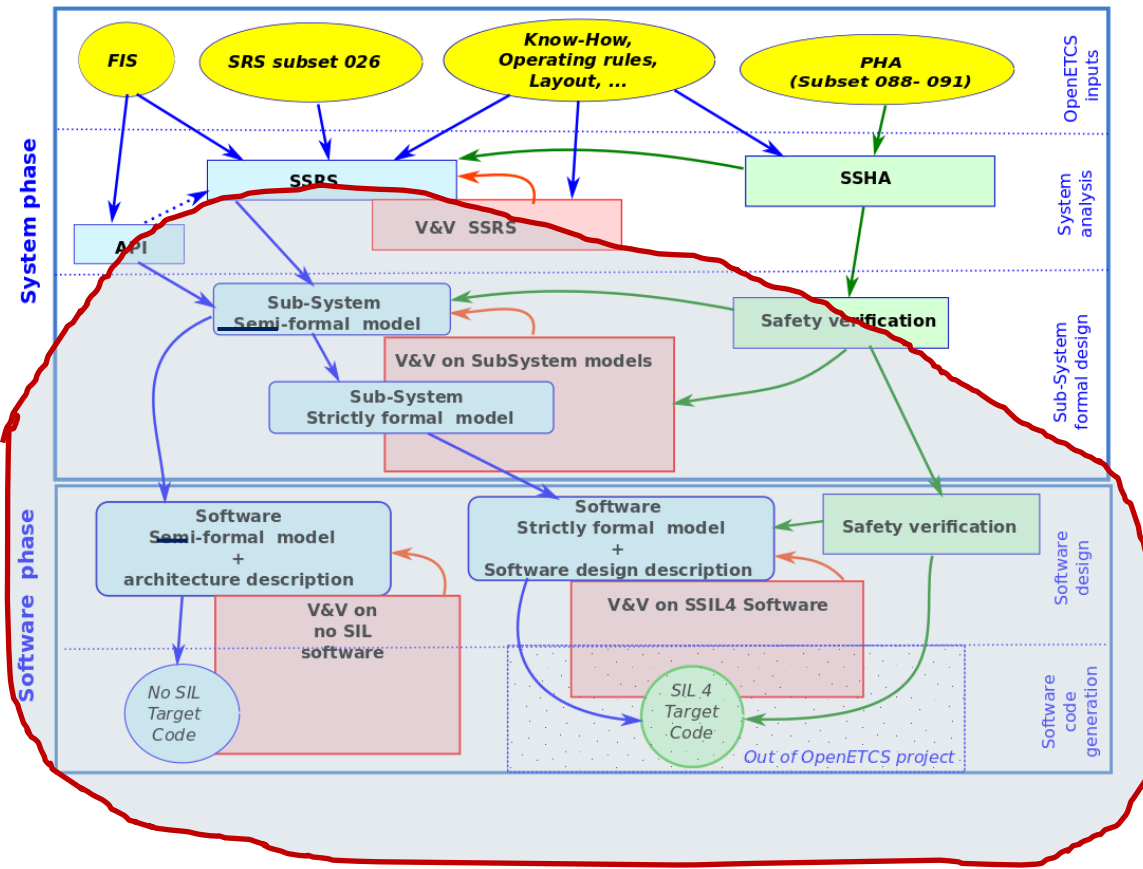 FIS
SRS subset 026
Know-How,
Operating rules,
Layout, ...
PHA
(Subset 088- 091)
OpenETCS
inputs
System phase
SSRS
SSHA
V&V  SSRS
API
System
analysis
Sub-System
Semi-formal  model
Safety verification
V&V on SubSystem models
Sub-System
Strictly formal  model
Sub-System
formal design
Software  phase
Software
Semi-formal  model
+
architecture description
Software
Strictly formal  model
+
Software design description
Safety verification
Software
design
V&V on
no SIL
software
V&V on SSIL4 Software
No SIL
Target
Code
SIL 4
Target
Code
Out of OpenETCS project
Software
code
generation